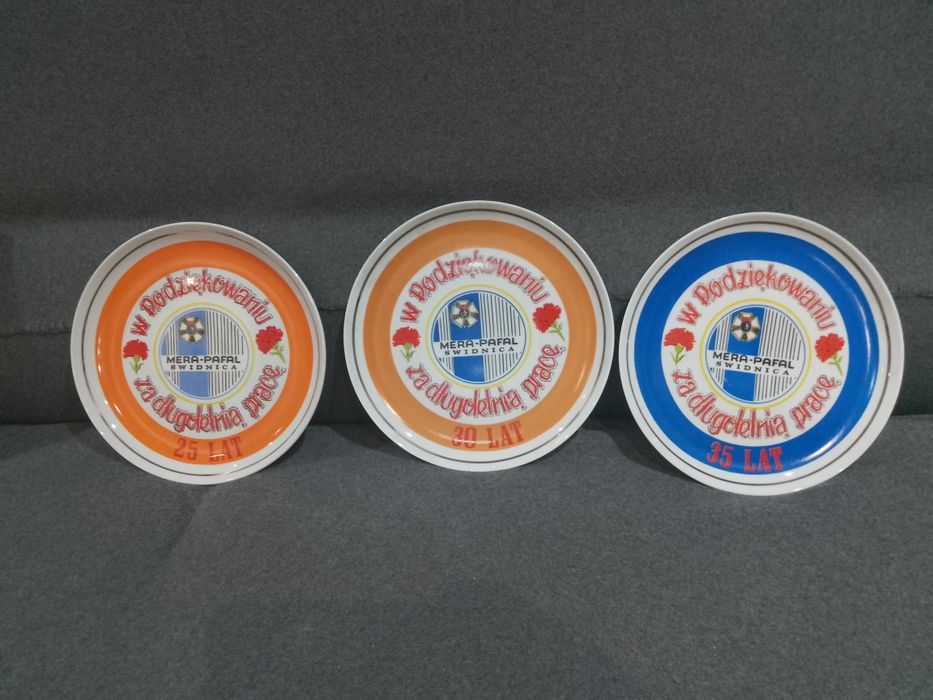 w Podziękowaniu
MERA-PAFAL
ŚWIDNICA
za długoletnią pracę
25 LAT
w Podziękowaniu
MERA-PAFAL
ŚWIDNICA
za długoletnią pracę
30 LAT
w Podziękowaniu
MERA-PAFAL
ŚWIDNICA
za długoletnią pracę
35 LAT